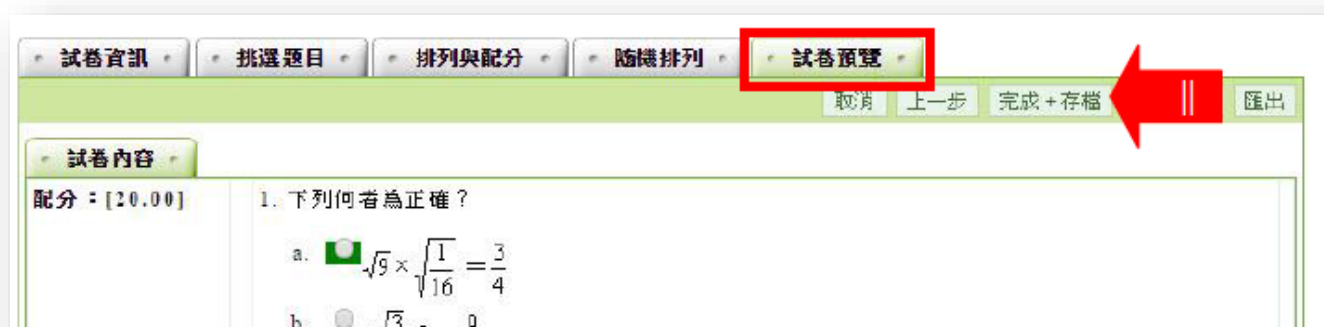 試卷資訊 挑選題目 排列與配分 隨機排列 試卷預覽
取消 上一步 完成+存檔 匯出
試卷內容
配分：[20.00] 1. 下列何者為正確？
a. √9 × √(1/16) = 3/4
b.